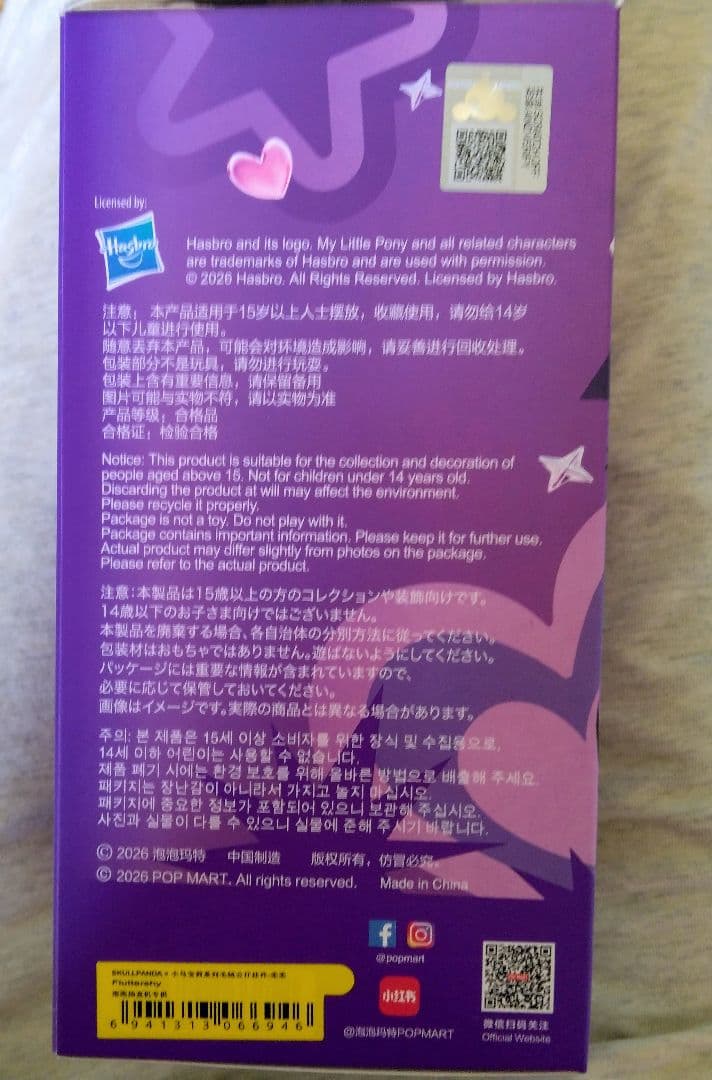 Licensed by:
Hasbro
Hasbro and its logo. My Little Pony and all related characters
are trademarks of Hasbro and are used with permission.
© 2026 Hasbro. All Rights Reserved. Licensed by Hasbro.
注意：本产品适用于15岁以上人士摆放，收藏使用，请勿给14岁
以下儿童进行使用。
随意丢弃本产品，可能会对环境造成影响，请妥善进行回收处理。
包装部分不是玩具，请勿进行玩耍。
包装上含有重要信息，请保留备用
图片可能与实物不符，请以实物为准
产品等级：合格品
合格证：检验合格
Notice: This product is suitable for the collection and decoration of
people aged above 15. Not for children under 14 years old.
Discarding the product at will may affect the environment.
Please recycle it properly.
Package is not a toy. Do not play with it.
Package contains important information. Please keep it for further use.
Actual product may differ slightly from photos on the package.
Please refer to the actual product.
注意：本製品は15歳以上の方のコレクションや装飾向けです。
14歳以下のお子さま向けではございません。
本製品を廃棄する場合、各自治体の分別方法に従ってください。
包装材はおもちゃではありません。遊ばないようにしてください。
パッケージには重要な情報が含まれていますので、
必要に応じて保管しておいてください。
画像はイメージです。実際の商品とは異なる場合があります。
주의: 본 제품은 15세 이상 소비자를 위한 장식 및 수집용으로,
14세 이하 어린이는 사용할 수 없습니다.
제품 폐기 시에는 환경 보호를 위해 올바른 방법으로 배출해 주세요.
패키지는 장난감이 아니라서 가지고 놀지 마십시오.
패키지에 중요한 정보가 포함되어 있으니 보관해 주십시오.
사진과 실물이 다를 수 있으니 실물에 준해 주시기 바랍니다.
© 2026 泡泡玛特 中国制造 版权所有，仿冒必究。
© 2026 POP MART. All rights reserved. Made in China
@popmart
小红书
@泡泡玛特POPMART
微信扫码关注
Official Website
SKULLPANDA × 小马宝莉系列毛绒公仔挂件-柔柔
Fluttershy
6 941313 066946